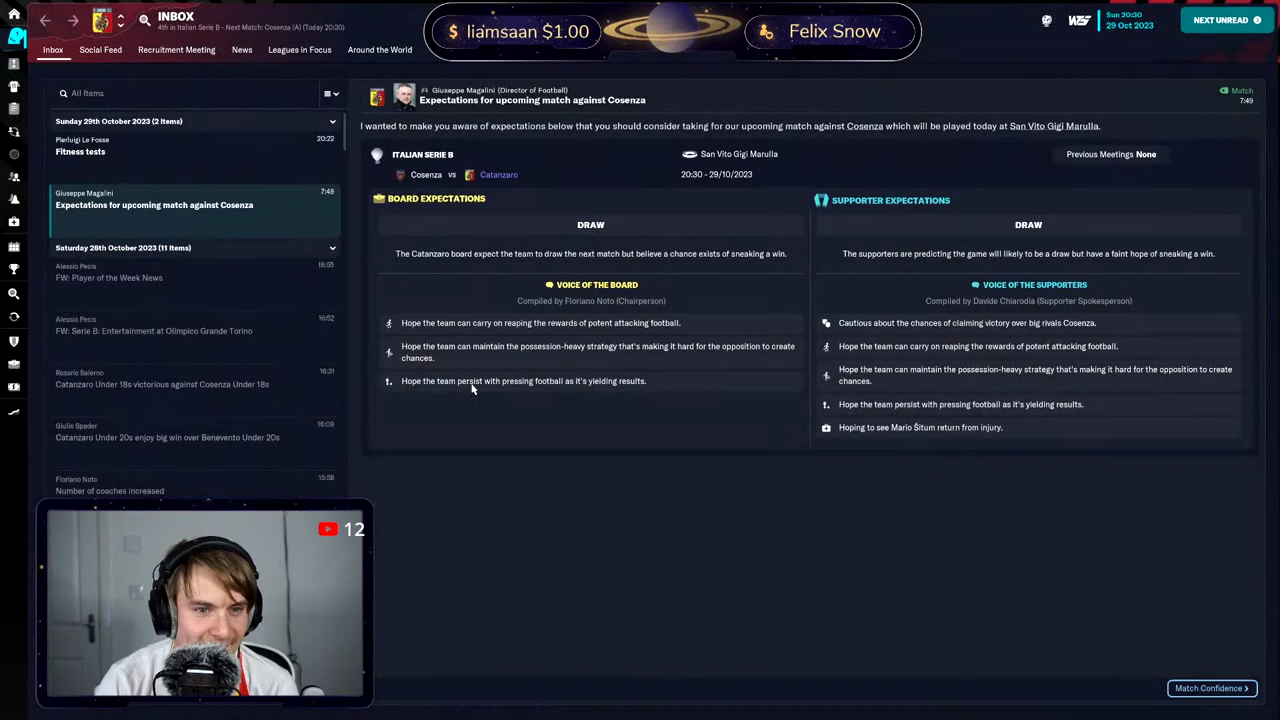 INBOX
4th in Italian Serie B - Next Match: Cosenza (A) (Today 20:30)
$ liamsaan $1.00
Felix Snow
Sun 20:30
29 Oct 2023
NEXT UNREAD
Inbox
Social Feed
Recruitment Meeting
News
Leagues in Focus
Around the World
All Items
Sunday 29th October 2023 (2 Items)
Pierluigi Le Fosse
20:22
Fitness tests
Giuseppe Magalini
7:49
Expectations for upcoming match against Cosenza
Saturday 28th October 2023 (11 Items)
Alessio Pecis
16:55
FW: Player of the Week News
Alessio Pecis
16:52
FW: Serie B: Entertainment at Olimpico Grande Torino
Rosario Salerno
16:31
Catanzaro Under 18s victorious against Cosenza Under 18s
Giulio Spader
16:09
Catanzaro Under 20s enjoy big win over Benevento Under 20s
Floriano Noto
15:58
Number of coaches increased
12
Giuseppe Magalini (Director of Football)
Expectations for upcoming match against Cosenza
Match
7:49
I wanted to make you aware of expectations below that you should consider taking for our upcoming match against Cosenza which will be played today at San Vito Gigi Marulla.
ITALIAN SERIE B
San Vito Gigi Marulla
Previous Meetings None
Cosenza vs Catanzaro
20:30 - 29/10/2023
BOARD EXPECTATIONS
DRAW
The Catanzaro board expect the team to draw the next match but believe a chance exists of sneaking a win.
VOICE OF THE BOARD
Compiled by Floriano Noto (Chairperson)
Hope the team can carry on reaping the rewards of potent attacking football.
Hope the team can maintain the possession-heavy strategy that's making it hard for the opposition to create
chances.
Hope the team persist with pressing football as it's yielding results.
SUPPORTER EXPECTATIONS
DRAW
The supporters are predicting the game will likely to be a draw but have a faint hope of sneaking a win.
VOICE OF THE SUPPORTERS
Compiled by Davide Chiarodia (Supporter Spokesperson)
Cautious about the chances of claiming victory over big rivals Cosenza.
Hope the team can carry on reaping the rewards of potent attacking football.
Hope the team can maintain the possession-heavy strategy that's making it hard for the opposition to create
chances.
Hope the team persist with pressing football as it's yielding results.
Hoping to see Mario Šitum return from injury.
Match Confidence